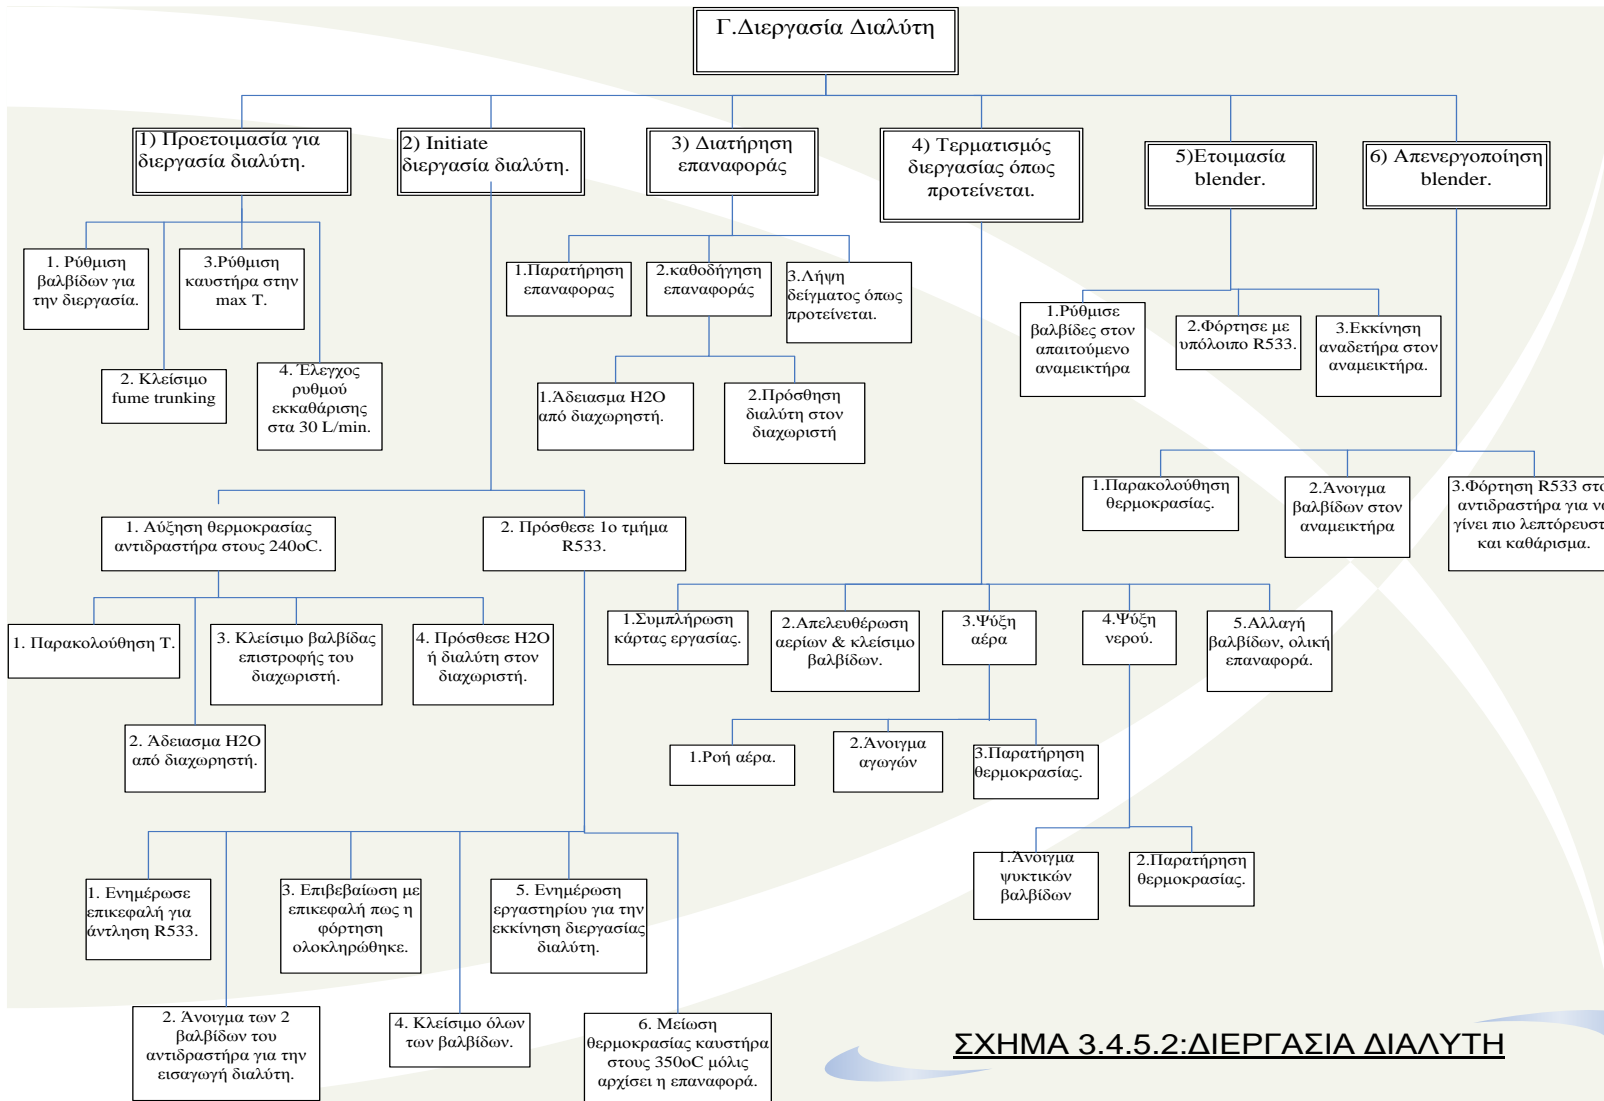 Γ.Διεργασία Διαλύτη
1) Προετοιμασία για
διεργασία διαλύτη.
2) Initiate
διεργασία διαλύτη.
3) Διατήρηση
επαναφοράς
4) Τερματισμός
διεργασίας όπως
προτείνεται.
5)Ετοιμασία
blender.
6) Απενεργοποίηση
blender.
1. Ρύθμιση
βαλβίδων για
την διεργασία.
3.Ρύθμιση
καυστήρα στην
max T.
2. Κλείσιμο
fume trunking
4. Έλεγχος
ρυθμού
εκκαθάρισης
στα 30 L/min.
1.Παρατήρηση
επαναφορας
2.καθοδήγηση
επαναφοράς
3.Λήψη
δείγματος όπως
προτείνεται.
1.Άδειασμα H2O
από διαχωρηστή.
2.Πρόσθηση
διαλύτη στον
διαχωριστή
1.Ρύθμισε
βαλβίδες στον
απαιτούμενο
αναμεικτήρα
2.Φόρτησε με
υπόλοιπο R533.
3.Εκκίνηση
αναδετήρα στον
αναμεικτήρα.
1.Παρακολούθηση
θερμοκρασίας.
2.Άνοιγμα
βαλβίδων στον
αναμεικτήρα
3.Φόρτηση R533 στο
αντιδραστήρα για να
γίνει πιο λεπτόρευστ
και καθάρισμα.
1. Αύξηση θερμοκρασίας
αντιδραστήρα στους 240oC.
2. Πρόσθεσε 1ο τμήμα
R533.
1. Παρακολούθηση Τ.
3. Κλείσιμο βαλβίδας
επιστροφής του
διαχωριστή.
4. Πρόσθεσε H2O
ή διαλύτη στον
διαχωριστή.
2. Άδειασμα H2O
από διαχωρηστή.
1.Συμπλήρωση
κάρτας εργασίας.
2.Απελευθέρωση
αερίων & κλείσιμο
βαλβίδων.
3.Ψύξη
αέρα
4.Ψύξη
νερού.
5.Αλλαγή
βαλβίδων, ολική
επαναφορά.
1.Ροή αέρα.
2.Άνοιγμα
αγωγών
3.Παρατήρηση
θερμοκρασίας.
1.Άνοιγμα
ψυκτικών
βαλβίδων
2.Παρατήρηση
θερμοκρασίας.
1. Ενημέρωσε
επικεφαλή για
άντληση R533.
3. Επιβεβαίωση με
επικεφαλή πως η
φόρτηση
ολοκληρώθηκε.
5. Ενημέρωση
εργαστηρίου για την
εκκίνηση διεργασίας
διαλύτη.
2. Άνοιγμα των 2
βαλβίδων του
αντιδραστήρα για την
εισαγωγή διαλύτη.
4. Κλείσιμο όλων
των βαλβίδων.
6. Μείωση
θερμοκρασίας καυστήρα
στους 350oC μόλις
αρχίσει η επαναφορά.
ΣΧΗΜΑ 3.4.5.2:ΔΙΕΡΓΑΣΙΑ ΔΙΑΛΥΤΗ